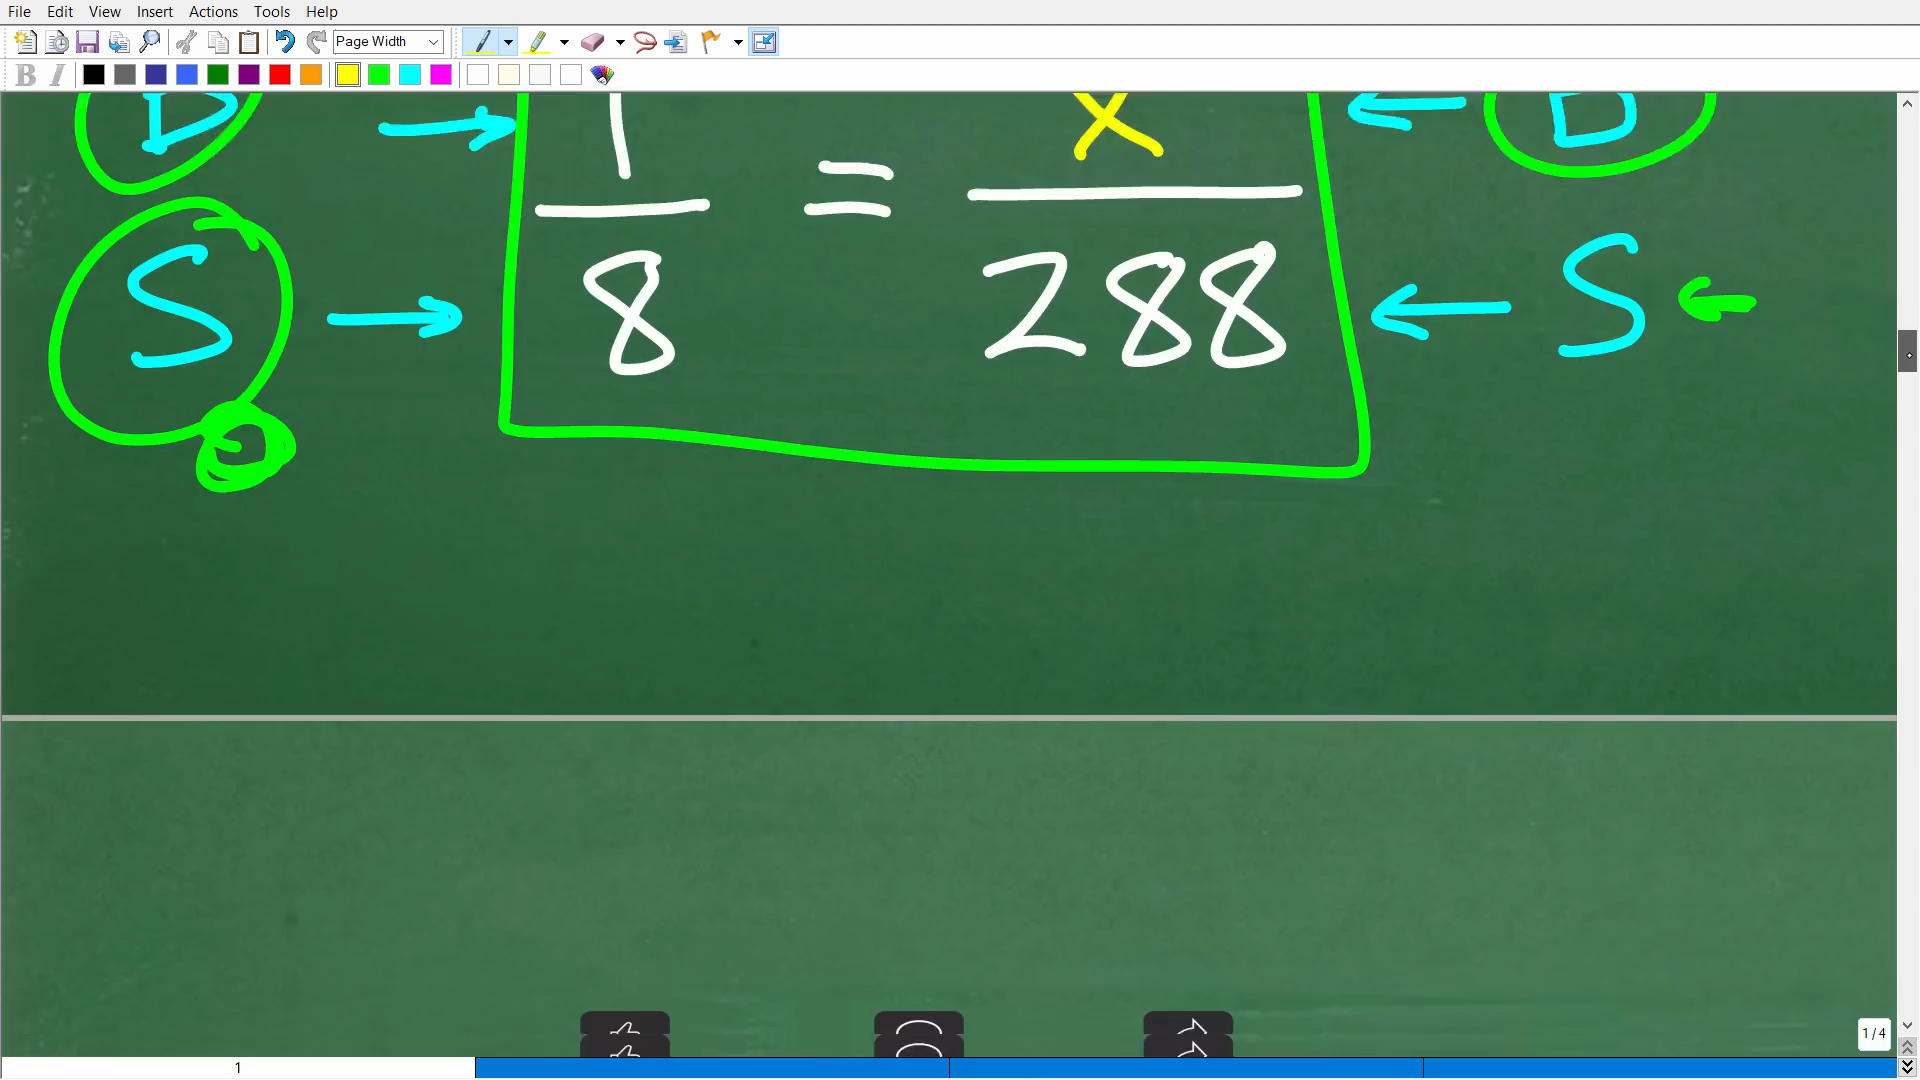 File Edit View Insert Actions Tools Help
Page Width
B I
D → 1 = x ← D
S → 8 288 ← S ←
1 / 4
1